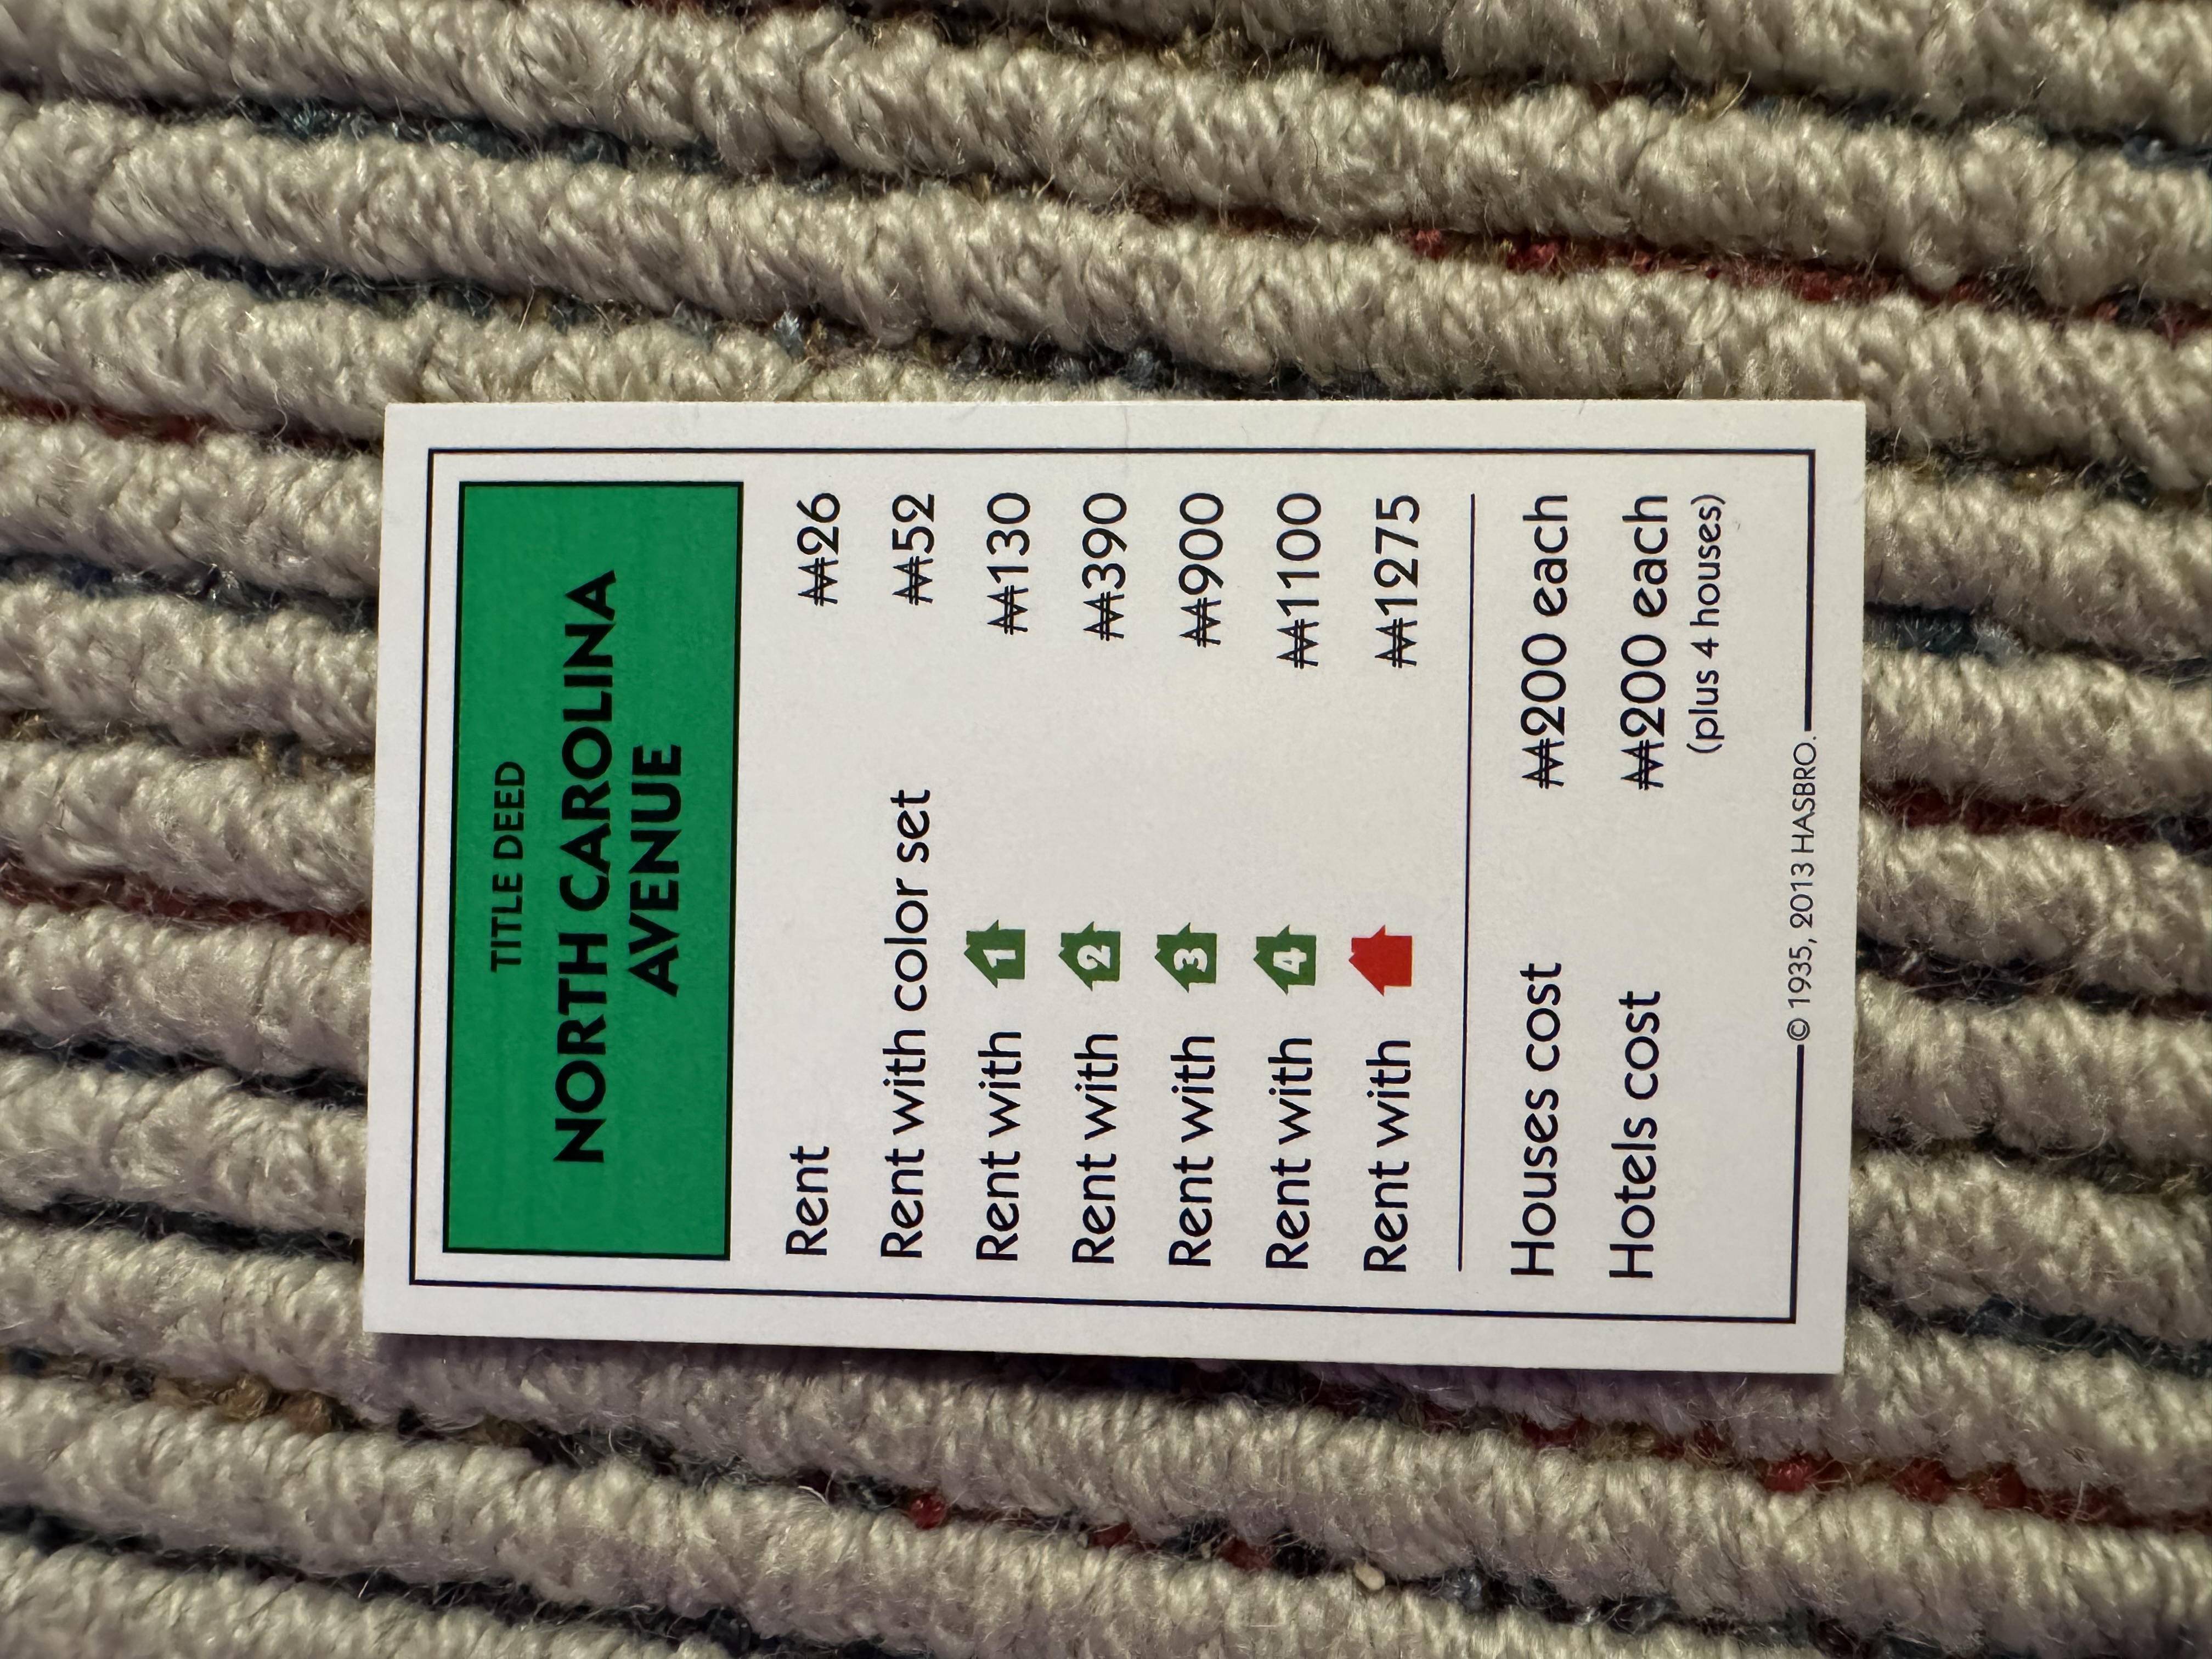 TITLE DEED
NORTH CAROLINA
AVENUE
Rent ₩26
Rent with color set ₩52
Rent with 1 ₩130
Rent with 2 ₩390
Rent with 3 ₩900
Rent with 4 ₩1100
Rent with ₩1275
Houses cost ₩200 each
Hotels cost ₩200 each
(plus 4 houses)
© 1935, 2013 HASBRO.